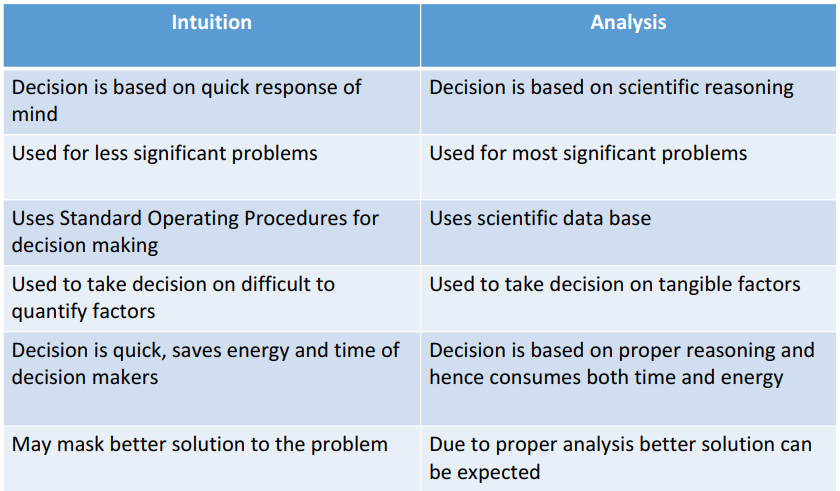 Intuition
Analysis
Decision is based on quick response of
mind
Decision is based on scientific reasoning
Used for less significant problems
Used for most significant problems
Uses Standard Operating Procedures for
decision making
Uses scientific data base
Used to take decision on difficult to
quantify factors
Used to take decision on tangible factors
Decision is quick, saves energy and time of
decision makers
Decision is based on proper reasoning and
hence consumes both time and energy
May mask better solution to the problem
Due to proper analysis better solution can
be expected